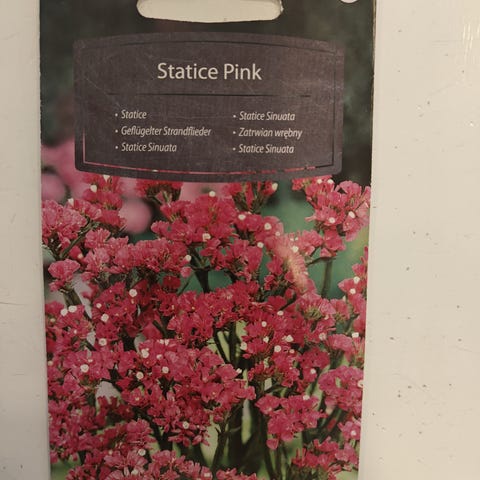 Statice Pink
• Statice
• Geflügelter Strandflieder
• Statice Sinuata
• Statice Sinuata
• Zatrwian wrębny
• Statice Sinuata